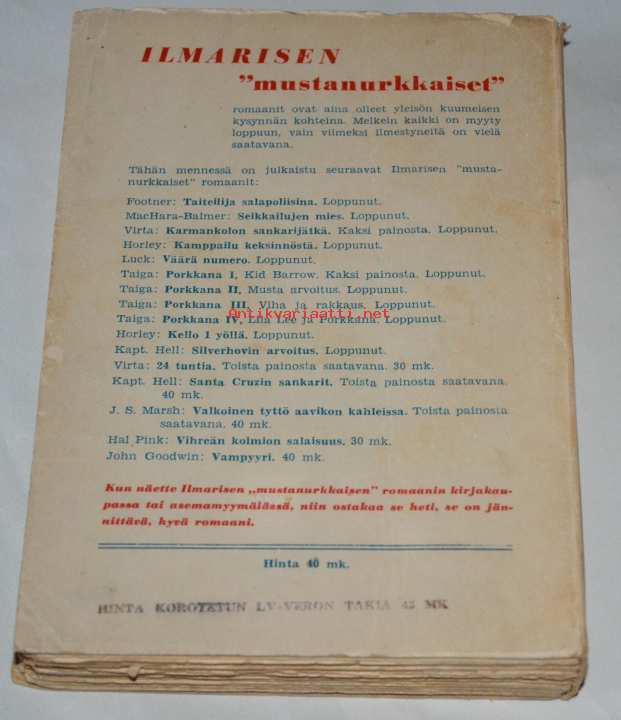 ILMARISEN
”mustanurkkaiset”
romaanit ovat aina olleet yleisön kuumeisen
kysynnän kohteina. Melkein kaikki on myyty
loppuun, vain viimeksi ilmestyneitä on vielä
saatavana.
Tähän mennessä on julkaistu seuraavat Ilmarisen ”musta-
nurkkaiset” romaanit:
Footner: Taiteilija salapoliisina. Loppunut.
MacHara-Balmer: Seikkailujen mies. Loppunut.
Virta: Karmankolon sankarijätkä. Kaksi painosta. Loppunut.
Horley: Kamppailu keksinnöstä. Loppunut.
Luck: Väärä numero. Loppunut.
Taiga: Porkkana I, Kid Barrow. Kaksi painosta. Loppunut.
Taiga: Porkkana II, Musta arvoitus. Loppunut.
Taiga: Porkkana III, Viha ja rakkaus. Loppunut.
Antikvariaatti.net
Taiga: Porkkana IV, Lila Lee ja Porkkana. Loppunut.
Horley: Kello 1 yöllä. Loppunut.
Kapt. Hell: Silverhovin arvoitus. Loppunut.
Virta: 24 tuntia. Toista painosta saatavana. 30 mk.
Kapt. Hell: Santa Cruzin sankarit. Toista painosta saatavana.
40 mk.
J. S. Marsh: Valkoinen tyttö aavikon kahleissa. Toista painosta
saatavana. 40 mk.
Hal Pink: Vihreän kolmion salaisuus. 30 mk.
John Goodwin: Vampyyri. 40 mk.
Kun näette Ilmarisen „mustanurkkaisen” romaanin kirjakau-
passa tai asemamyymälässä, niin ostakaa se heti, se on jän-
nittävä, hyvä romaani.
Hinta 40 mk.
HINTA KOROTETUN LV-VERON TAKIA 43 MK